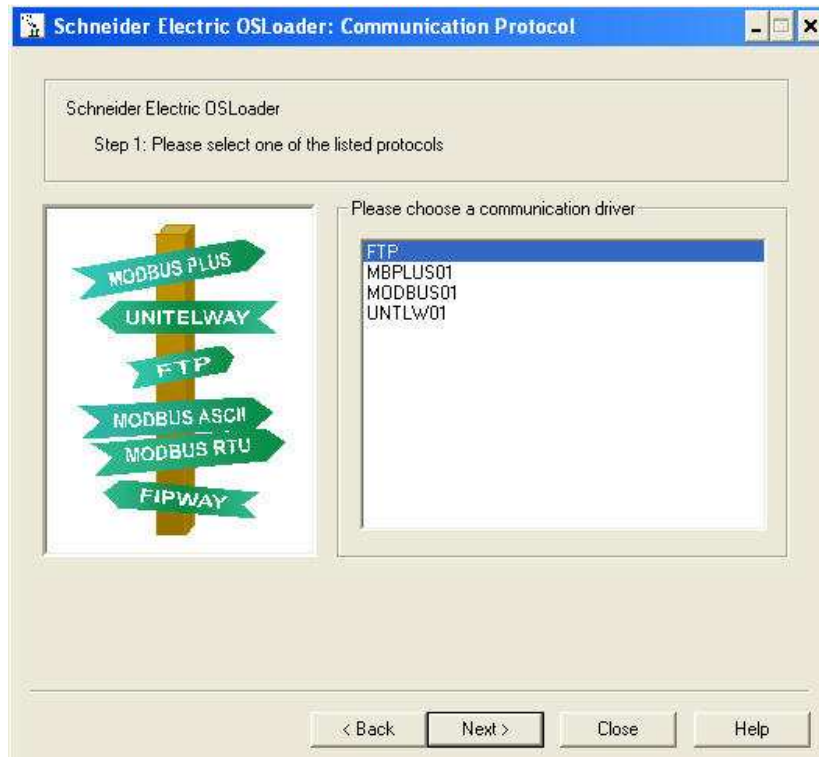 Schneider Electric OSLoader: Communication Protocol
Schneider Electric OSLoader
Step 1: Please select one of the listed protocols
MODBUS PLUS
UNITELWAY
FTP
MODBUS ASCII
MODBUS RTU
FIPWAY
Please choose a communication driver
FTP
MBPLUS01
MODBUS01
UNTLW01
< Back
Next >
Close
Help